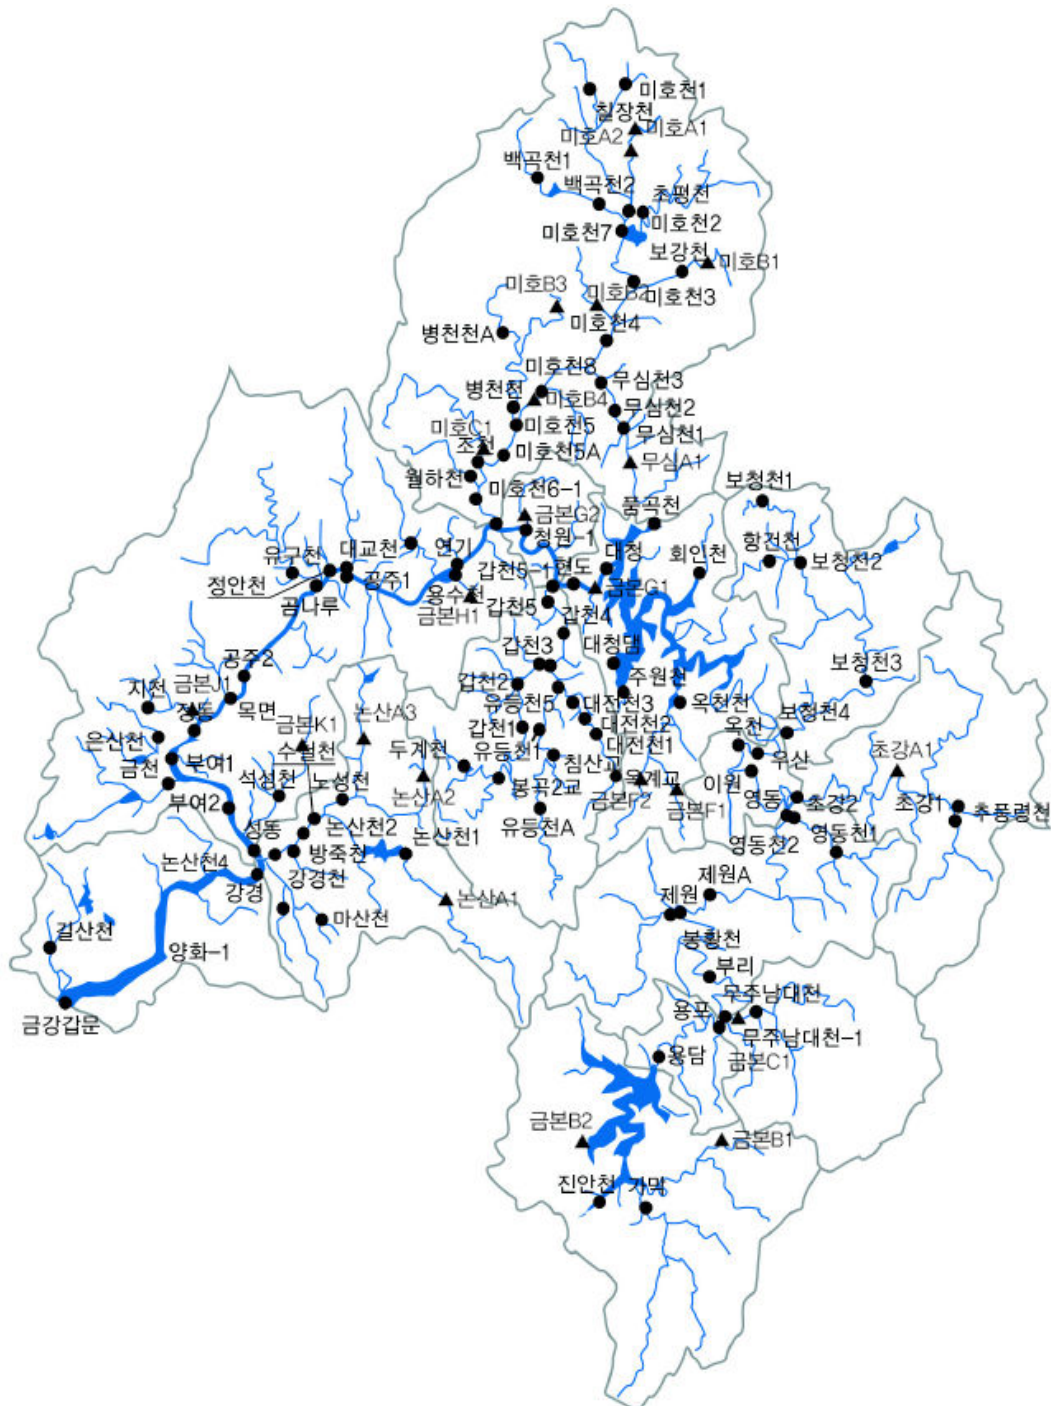 미호천1
칠장천
미호A1
미호A2
백곡천1
백곡천2
초평천
미호천2
미호천7
보강천
미호B1
미호B3
미호B2
미호천3
미호천4
병천천A
미호천8
무심천3
병천천
미호B4
무심천2
미호C1
미호천5
무심천1
조천
미호천5A
무심A1
월하천
보청천1
미호천6-1
풍곡천
금본G2
청원-1
항건천
유구천
대교천
연기
대청
회인천
보청천2
정안천
공주1
갑천5-1
현도
곰나루
용수천
금본H1
갑천5
금본G1
갑천4
공주2
갑천3
대청댐
보청천3
지천
금본J1
갑천2
주원천
정동
목면
금본K1
논산A3
유등천5
대전천3
옥천천
보청천4
은산천
수철천
두계천
갑천1
대전천2
옥천
초강A1
금천
부여1
유등천1
대전천1
우산
석성천
노성천
침산교
옥계교
이원
부여2
논산A2
봉곡2교
금본F2
금본F1
영동
초강2
초강1
추풍령천
성동
논산천2
논산천1
유등천A
영동천2
영동천1
논산천4
방죽천
강경
강경천
제원A
논산A1
제원
마산천
봉황천
길산천
양화-1
부리
무주남대천
금강갑문
용포
무주남대천-1
용담
금본C1
금본B2
금본B1
진안천
가막